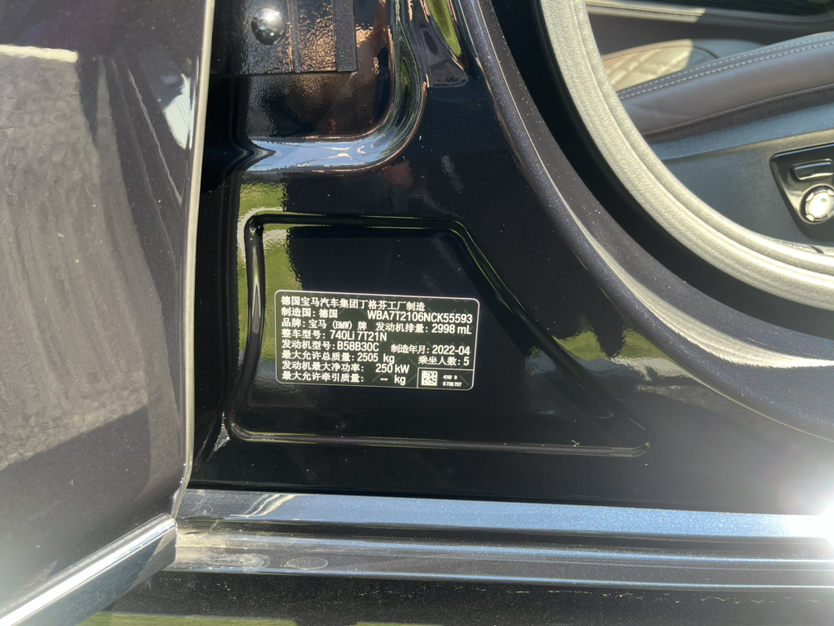 德国宝马汽车集团丁格芬工厂制造
制造国: 德国 WBA7T2106NCK55593
品牌: 宝马 (BMW) 牌 发动机排量: 2998 mL
整车型号: 740Li 7T21N
发动机型号: B58B30C 制造年月: 2022-04
最大允许总质量: 2505 kg 乘坐人数: 5
发动机最大净功率: 250 kW
最大允许牵引质量: -- kg